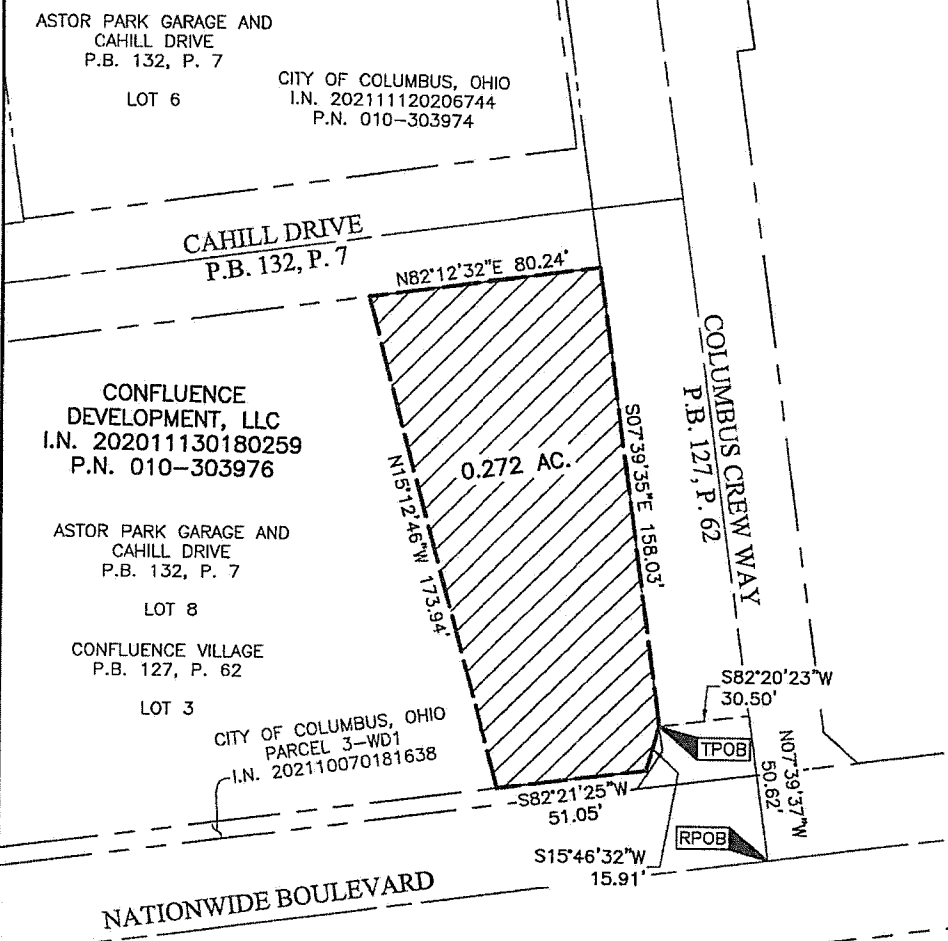 ASTOR PARK GARAGE AND
CAHILL DRIVE
P.B. 132, P. 7
LOT 6
CITY OF COLUMBUS, OHIO
I.N. 202111120206744
P.N. 010-303974
CAHILL DRIVE
P.B. 132, P. 7
N82°12'32"E 80.24'
CONFLUENCE
DEVELOPMENT, LLC
I.N. 202011130180259
P.N. 010-303976
0.272 AC.
N15°12'46"W 173.94'
S07°39'35"E 158.03'
COLUMBUS CREW WAY
P.B. 127, P. 62
ASTOR PARK GARAGE AND
CAHILL DRIVE
P.B. 132, P. 7
LOT 8
CONFLUENCE VILLAGE
P.B. 127, P. 62
LOT 3
CITY OF COLUMBUS, OHIO
PARCEL 3-WD1
I.N. 202110070181638
S82°20'23"W
30.50'
TPOB
N07°39'37"W
50.62'
S82°21'25"W
51.05'
RPOB
S15°46'32"W
15.91'
NATIONWIDE BOULEVARD